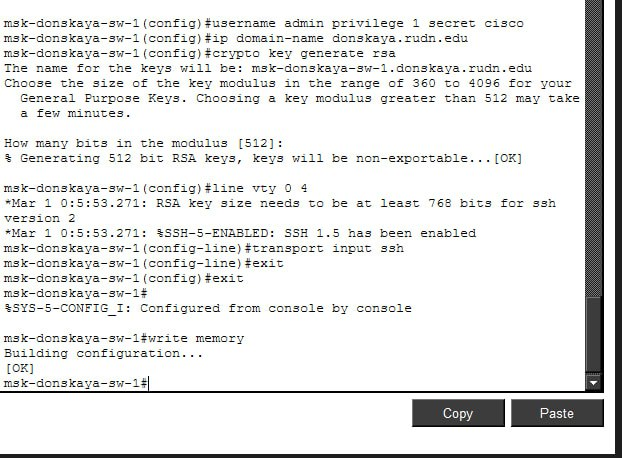 msk-donskaya-sw-1(config)#username admin privilege 1 secret cisco
msk-donskaya-sw-1(config)#ip domain-name donskaya.rudn.edu
msk-donskaya-sw-1(config)#crypto key generate rsa
The name for the keys will be: msk-donskaya-sw-1.donskaya.rudn.edu
Choose the size of the key modulus in the range of 360 to 4096 for your
  General Purpose Keys. Choosing a key modulus greater than 512 may take
  a few minutes.

How many bits in the modulus [512]:
% Generating 512 bit RSA keys, keys will be non-exportable...[OK]

msk-donskaya-sw-1(config)#line vty 0 4
*Mar 1 0:5:53.271: RSA key size needs to be at least 768 bits for ssh
version 2
*Mar 1 0:5:53.271: %SSH-5-ENABLED: SSH 1.5 has been enabled
msk-donskaya-sw-1(config-line)#transport input ssh
msk-donskaya-sw-1(config-line)#exit
msk-donskaya-sw-1(config)#exit
msk-donskaya-sw-1#
%SYS-5-CONFIG_I: Configured from console by console

msk-donskaya-sw-1#write memory
Building configuration...
[OK]
msk-donskaya-sw-1#
Copy
Paste